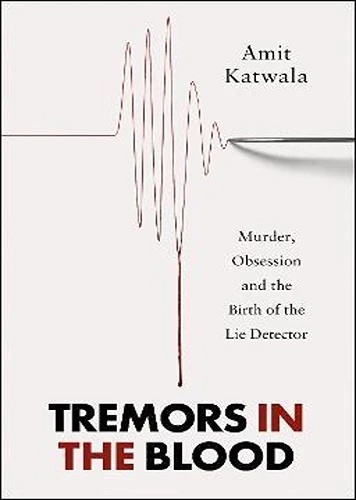 Amit
Katwala
Murder,
Obsession
and the
Birth of the
Lie Detector
TREMORS IN
THE BLOOD